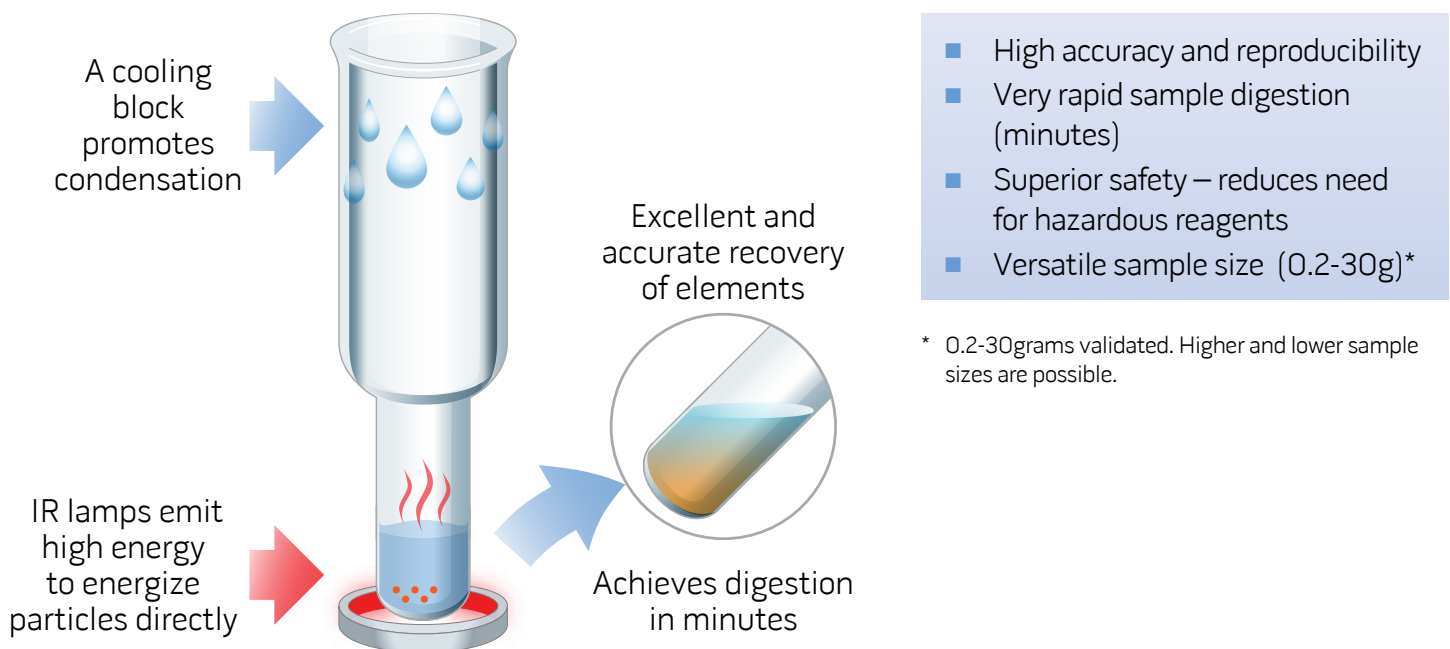 A cooling
block
promotes
condensation
IR lamps emit
high energy
to energize
particles directly
Excellent and
accurate recovery
of elements
Achieves digestion
in minutes
■ High accuracy and reproducibility
■ Very rapid sample digestion
(minutes)
■ Superior safety – reduces need
for hazardous reagents
■ Versatile sample size (0.2-30g)*
* 0.2-30grams validated. Higher and lower sample
sizes are possible.